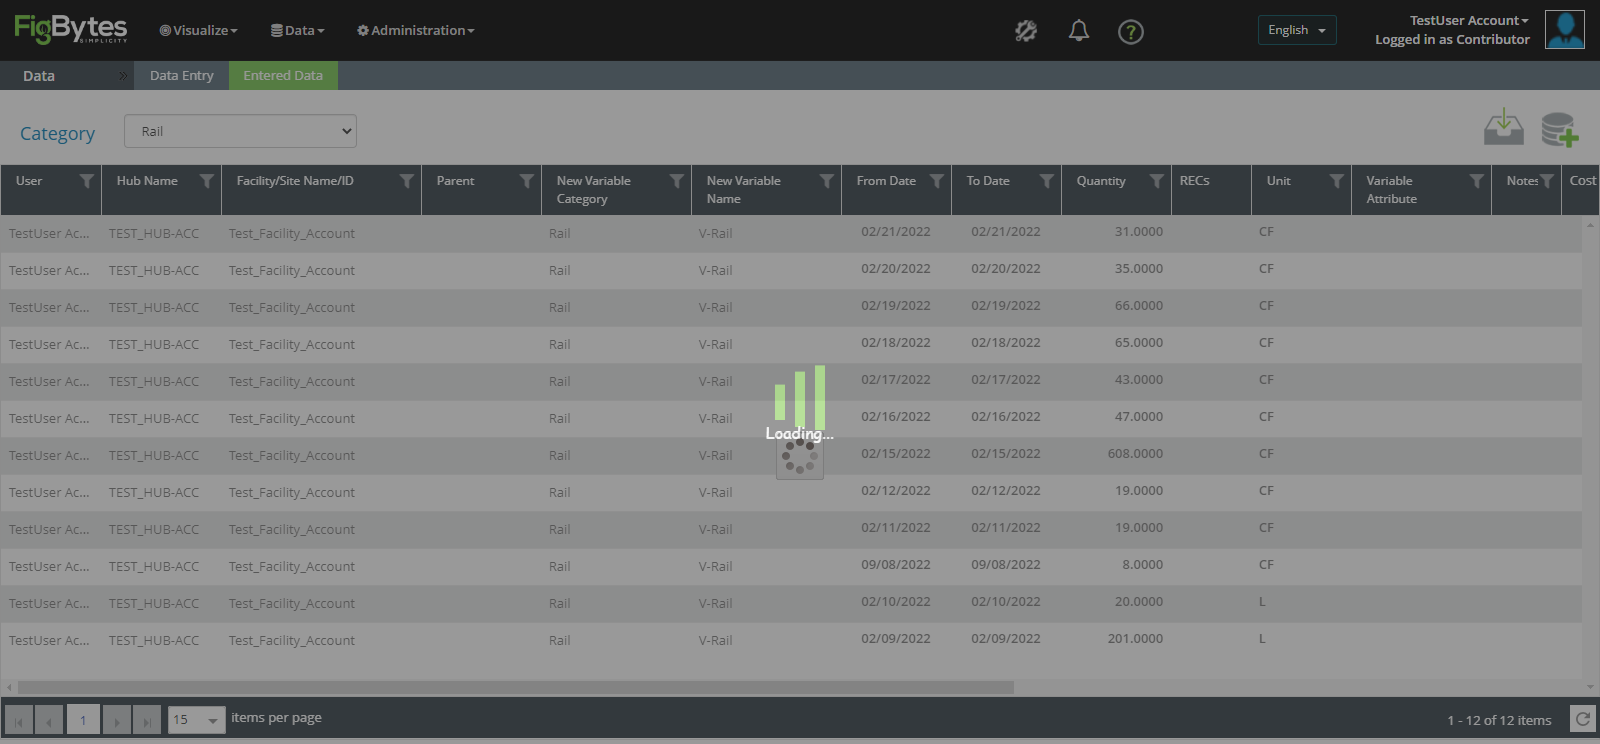 FigBytes
SIMPLICITY
Visualize
Data
Administration
English
TestUser Account
Logged in as Contributor
Data
Data Entry
Entered Data
Category
Rail
User Hub Name Facility/Site Name/ID Parent New Variable Category New Variable Name From Date To Date Quantity RECs Unit Variable Attribute Notes Cost
TestUser Ac... TEST_HUB-ACC Test_Facility_Account Rail V-Rail 02/21/2022 02/21/2022 31.0000 CF
TestUser Ac... TEST_HUB-ACC Test_Facility_Account Rail V-Rail 02/20/2022 02/20/2022 35.0000 CF
TestUser Ac... TEST_HUB-ACC Test_Facility_Account Rail V-Rail 02/19/2022 02/19/2022 66.0000 CF
TestUser Ac... TEST_HUB-ACC Test_Facility_Account Rail V-Rail 02/18/2022 02/18/2022 65.0000 CF
TestUser Ac... TEST_HUB-ACC Test_Facility_Account Rail V-Rail 02/17/2022 02/17/2022 43.0000 CF
TestUser Ac... TEST_HUB-ACC Test_Facility_Account Rail V-Rail 02/16/2022 02/16/2022 47.0000 CF
Loading...
TestUser Ac... TEST_HUB-ACC Test_Facility_Account Rail V-Rail 02/15/2022 02/15/2022 608.0000 CF
TestUser Ac... TEST_HUB-ACC Test_Facility_Account Rail V-Rail 02/12/2022 02/12/2022 19.0000 CF
TestUser Ac... TEST_HUB-ACC Test_Facility_Account Rail V-Rail 02/11/2022 02/11/2022 19.0000 CF
TestUser Ac... TEST_HUB-ACC Test_Facility_Account Rail V-Rail 09/08/2022 09/08/2022 8.0000 CF
TestUser Ac... TEST_HUB-ACC Test_Facility_Account Rail V-Rail 02/10/2022 02/10/2022 20.0000 L
TestUser Ac... TEST_HUB-ACC Test_Facility_Account Rail V-Rail 02/09/2022 02/09/2022 201.0000 L
1 15 items per page 1 - 12 of 12 items